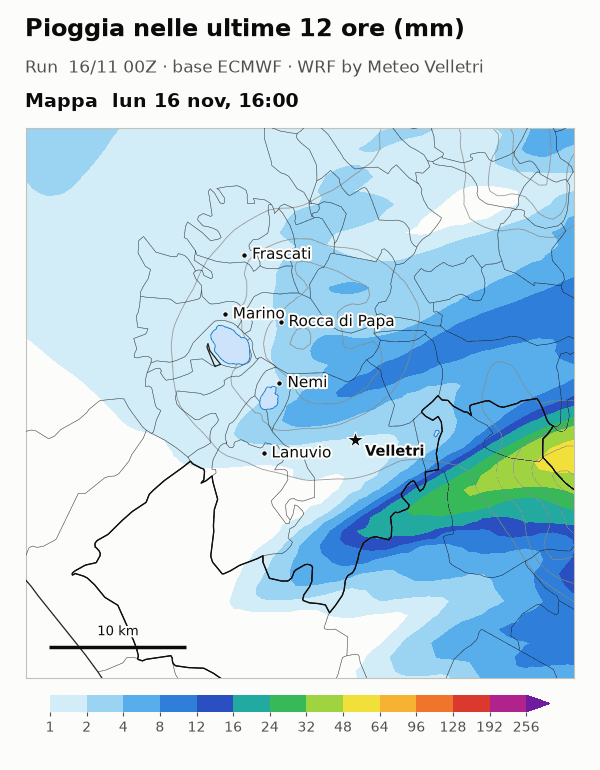 Pioggia nelle ultime 12 ore (mm)
Run 16/11 00Z · base ECMWF · WRF by Meteo Velletri
Mappa lun 16 nov, 16:00
Frascati
Marino
Rocca di Papa
Nemi
Velletri
Lanuvio
10 km
1 2 4 8 12 16 24 32 48 64 96 128 192 256